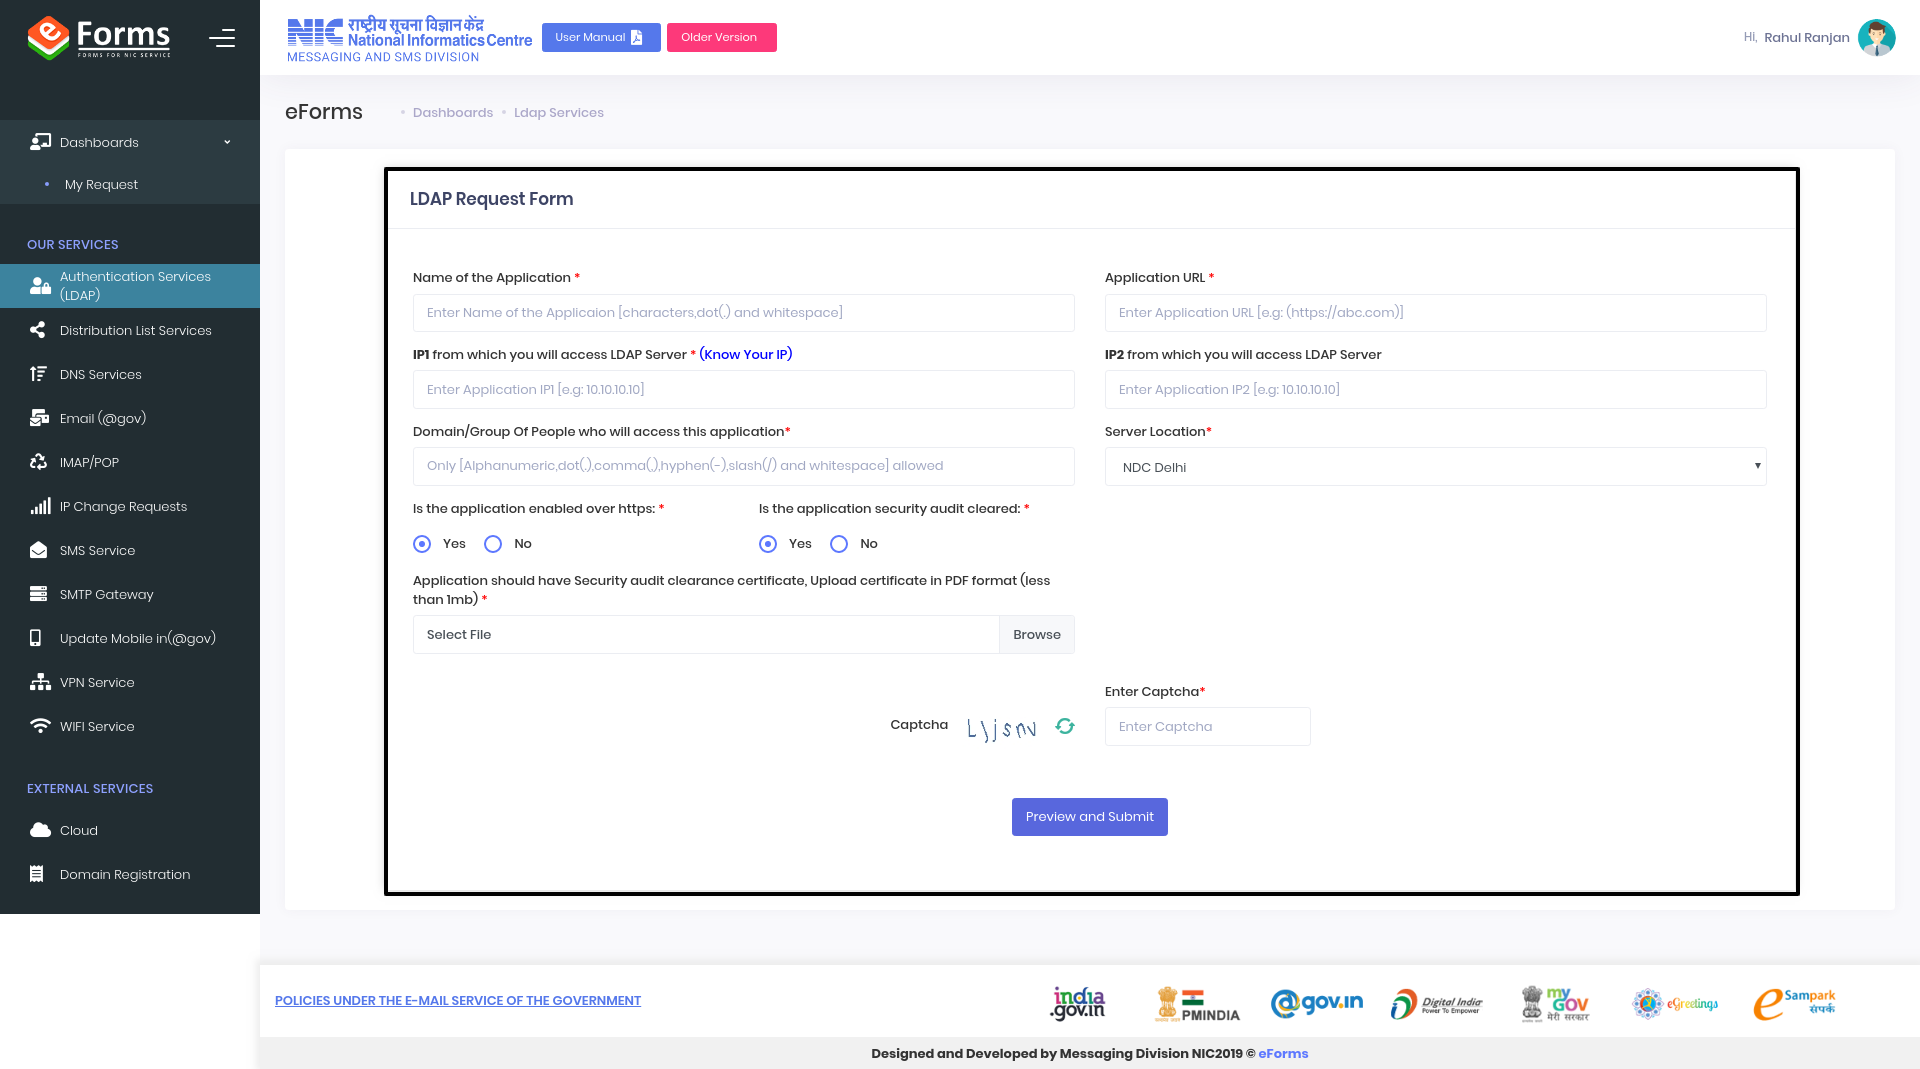 Forms
FORMS FOR NIC SERVICE
Dashboards
My Request
OUR SERVICES
Authentication Services
(LDAP)
Distribution List Services
DNS Services
Email (@gov)
IMAP/POP
IP Change Requests
SMS Service
SMTP Gateway
Update Mobile in(@gov)
VPN Service
WIFI Service
EXTERNAL SERVICES
Cloud
Domain Registration
NIC राष्ट्रीय सूचना विज्ञान केंद्र
National Informatics Centre
MESSAGING AND SMS DIVISION
User Manual
Older Version
Hi, Rahul Ranjan
eForms
Dashboards • Ldap Services
LDAP Request Form
Name of the Application *
Enter Name of the Applicaion [characters,dot(.) and whitespace]
Application URL *
Enter Application URL [e.g: (https://abc.com)]
IP1 from which you will access LDAP Server * (Know Your IP)
Enter Application IP1 [e.g: 10.10.10.10]
IP2 from which you will access LDAP Server
Enter Application IP2 [e.g: 10.10.10.10]
Domain/Group Of People who will access this application*
Only [Alphanumeric,dot(.),comma(,),hyphen(-),slash(/) and whitespace] allowed
Server Location*
NDC Delhi
Is the application enabled over https: *
Yes No
Is the application security audit cleared: *
Yes No
Application should have Security audit clearance certificate, Upload certificate in PDF format (less
than 1mb) *
Select File Browse
Captcha
Enter Captcha*
Enter Captcha
Preview and Submit
POLICIES UNDER THE E-MAIL SERVICE OF THE GOVERNMENT
india
.gov.in
PMINDIA
@gov.in
Digital India
Power To Empower
my
GOV
मेरी सरकार
eGreetings
eSampark
संपर्क
Designed and Developed by Messaging Division NIC2019 © eForms